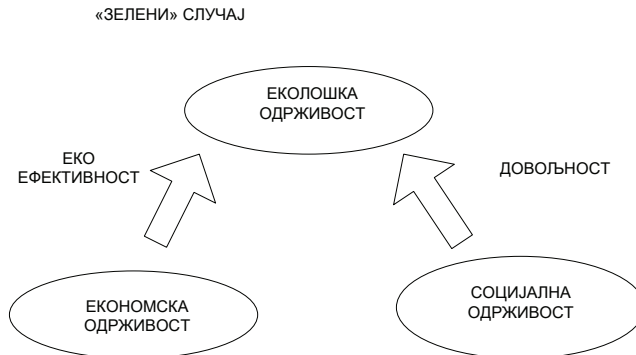 «ЗЕЛЕНИ» СЛУЧАЈ
ЕКОЛОШКА
ОДРЖИВОСТ
ЕКО
ЕФЕКТИВНОСТ
ДОВОЉНОСТ
ЕКОНОМСКА
ОДРЖИВОСТ
СОЦИЈАЛНА
ОДРЖИВОСТ